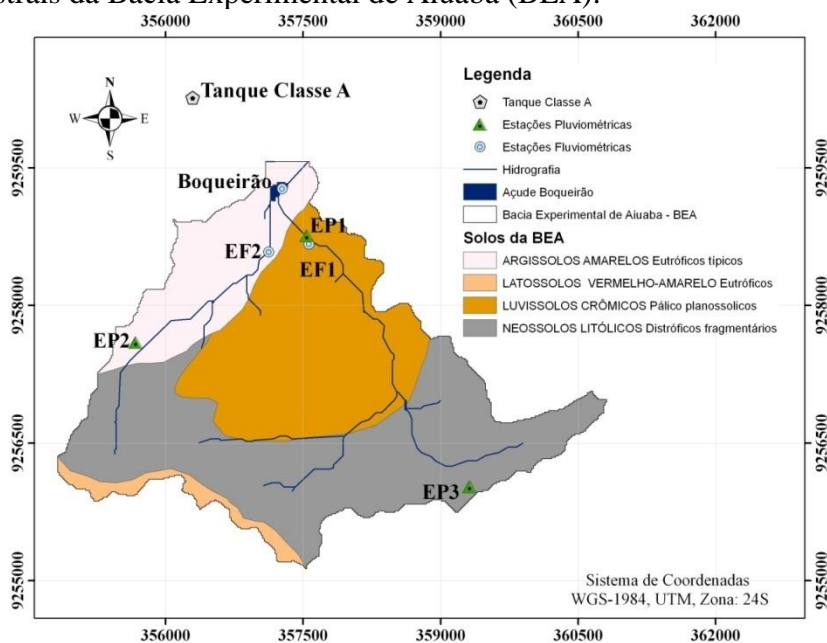 strais da Bacia Experimental de Aiuaba (BEA).
356000 357500 359000 360500 362000
N
W E
S
Tanque Classe A
Legenda
Tanque Classe A
Estações Pluviométricas
Estações Fluviométricas
Hidrografia
Açude Boqueirão
Bacia Experimental de Aiuaba - BEA
Solos da BEA
ARGISSOLOS AMARELOS Eutróficos típicos
LATOSSOLOS VERMELHO-AMARELO Eutróficos
LUVISSOLOS CRÔMICOS Pálico planossolicos
NEOSSOLOS LITÓLICOS Distróficos fragmentários
9259500 9259500
Boqueirão
EP1
EF2
EF1
9258000 9258000
EP2
9256500 9256500
EP3
9255000 9255000
Sistema de Coordenadas
WGS-1984, UTM, Zona: 24S
356000 357500 359000 360500 362000